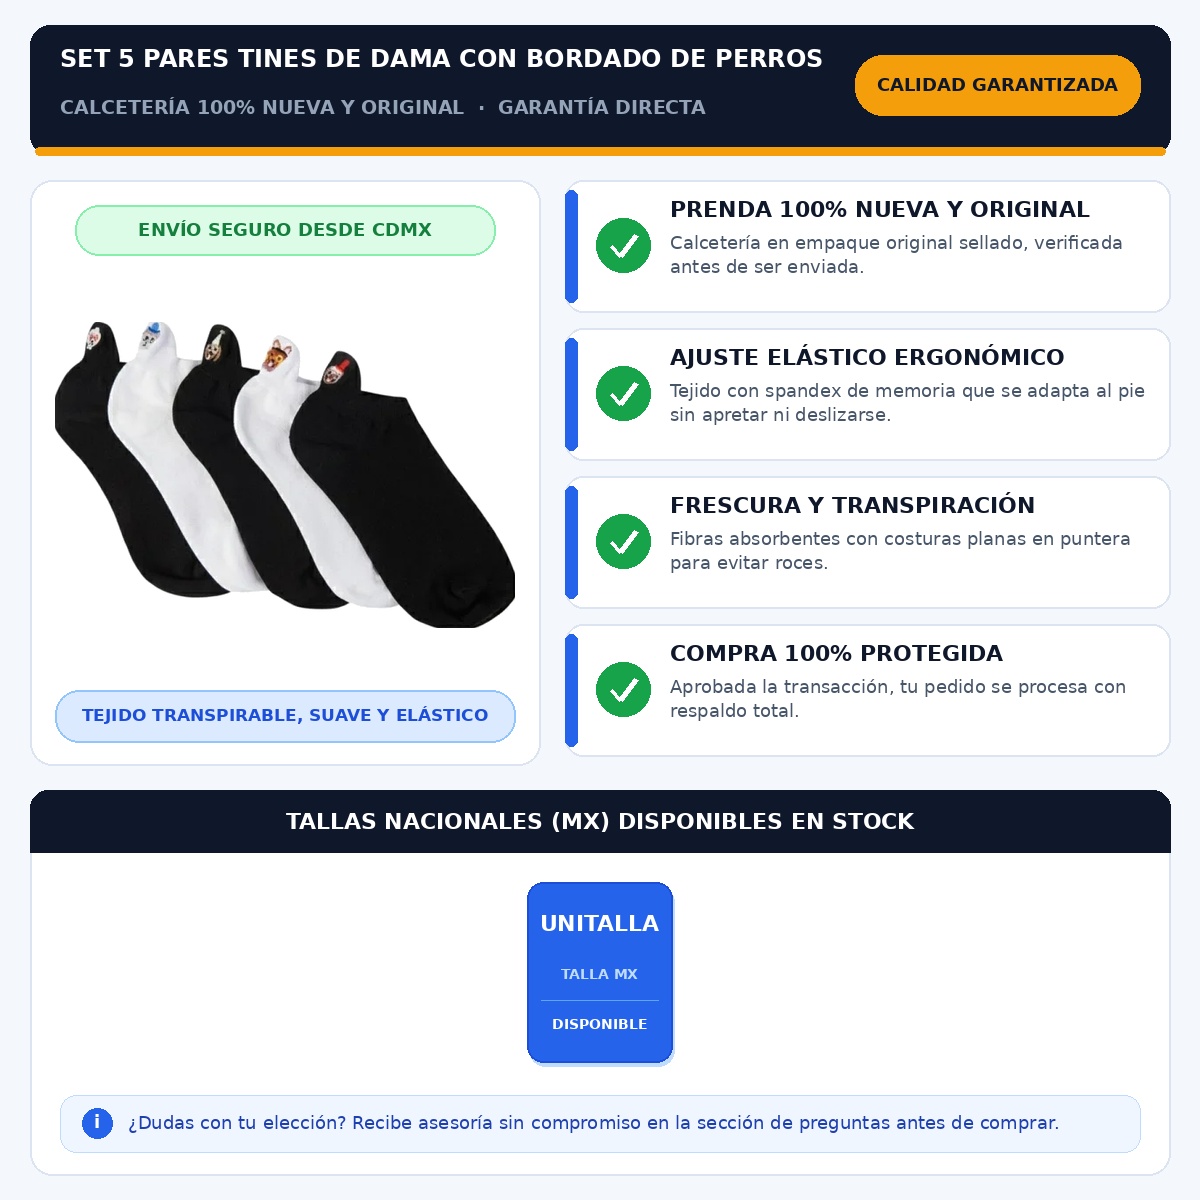 SET 5 PARES TINES DE DAMA CON BORDADO DE PERROS
CALCETERÍA 100% NUEVA Y ORIGINAL · GARANTÍA DIRECTA
CALIDAD GARANTIZADA
ENVÍO SEGURO DESDE CDMX
TEJIDO TRANSPIRABLE, SUAVE Y ELÁSTICO
PRENDA 100% NUEVA Y ORIGINAL
Calcetería en empaque original sellado, verificada
antes de ser enviada.
AJUSTE ELÁSTICO ERGONÓMICO
Tejido con spandex de memoria que se adapta al pie
sin apretar ni deslizarse.
FRESCURA Y TRANSPIRACIÓN
Fibras absorbentes con costuras planas en puntera
para evitar roces.
COMPRA 100% PROTEGIDA
Aprobada la transacción, tu pedido se procesa con
respaldo total.
TALLAS NACIONALES (MX) DISPONIBLES EN STOCK
UNITALLA
TALLA MX
DISPONIBLE
i ¿Dudas con tu elección? Recibe asesoría sin compromiso en la sección de preguntas antes de comprar.